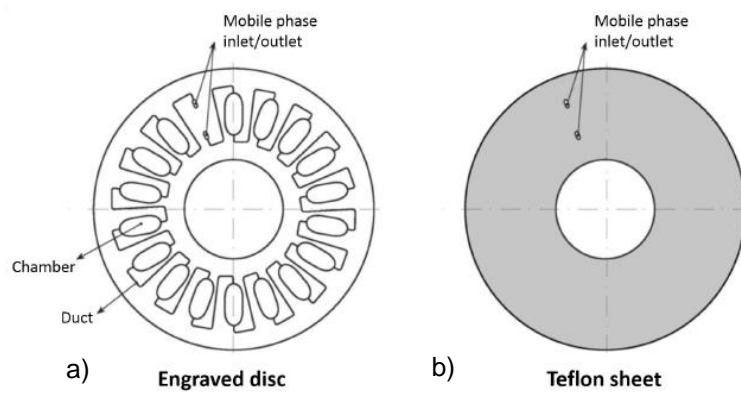 Mobile phase
inlet/outlet
Mobile phase
inlet/outlet
Chamber
Duct
a)
Engraved disc
b)
Teflon sheet